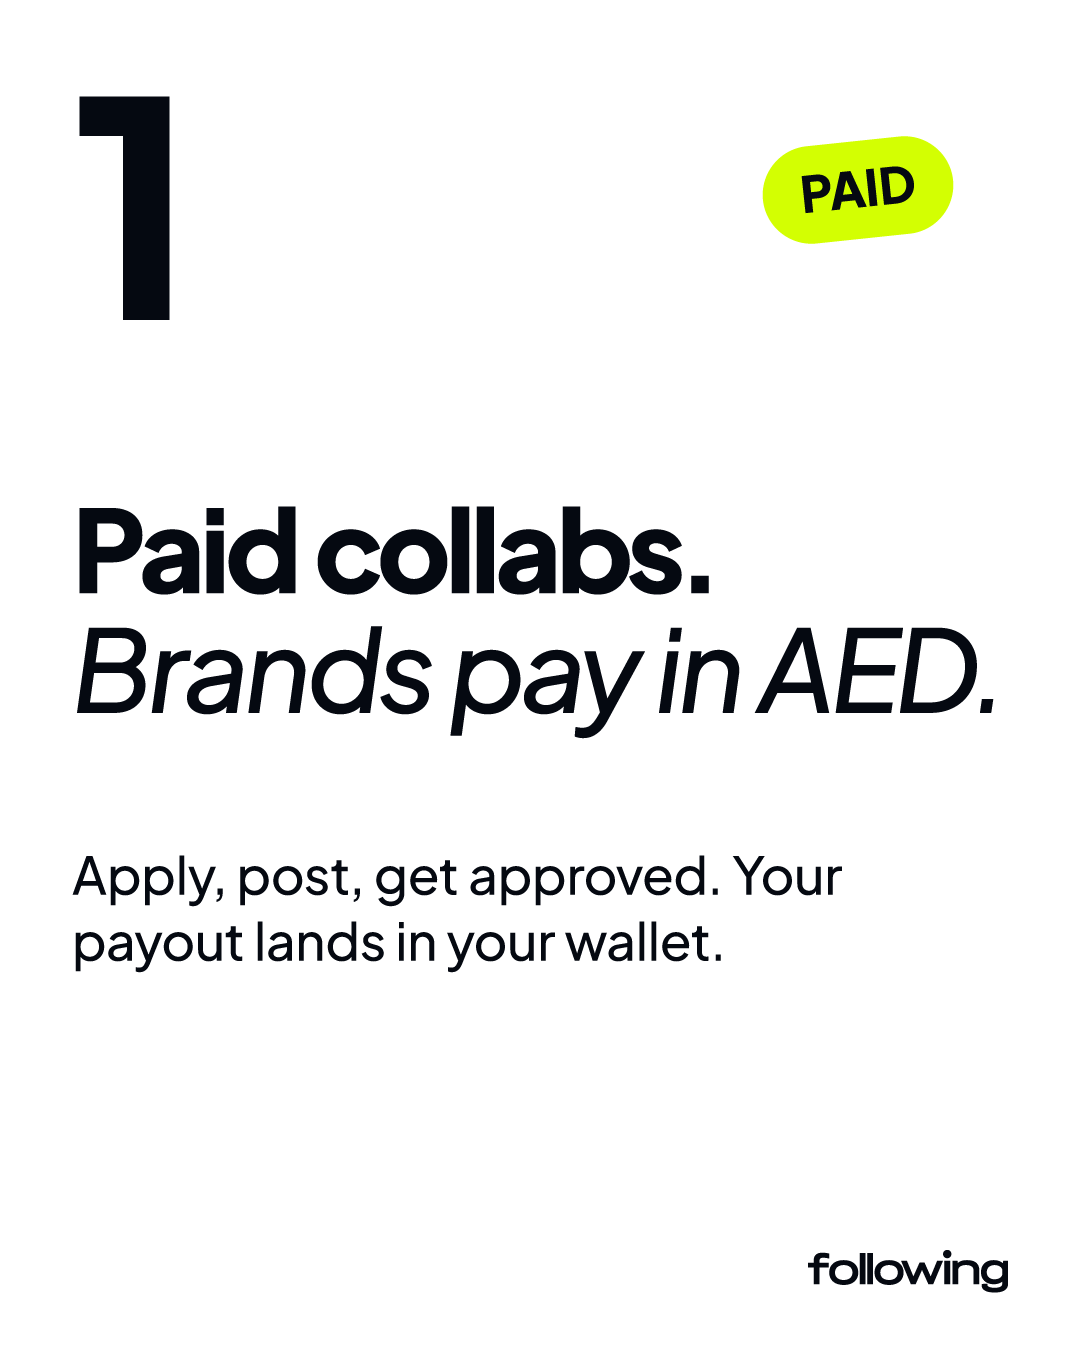 1
PAID
Paid collabs.
Brands pay in AED.
Apply, post, get approved. Your
payout lands in your wallet.
following